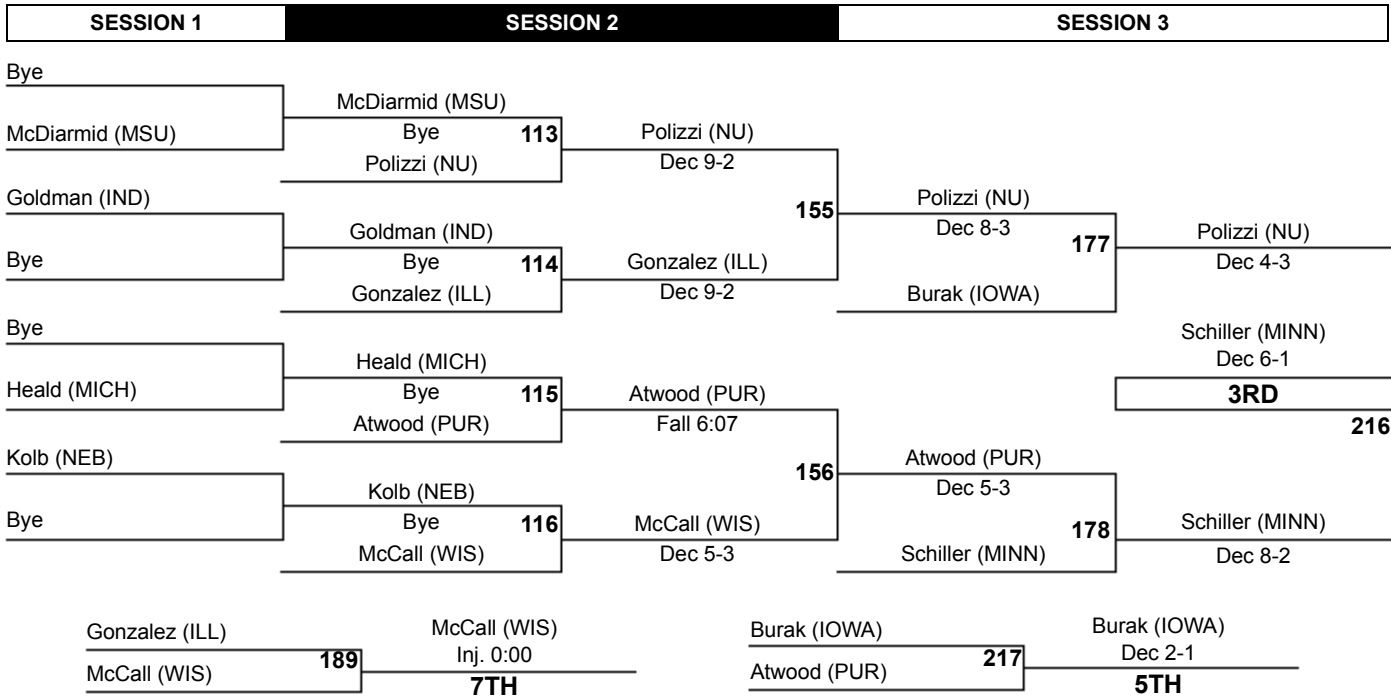 SESSION 1
SESSION 2
SESSION 3
Bye
McDiarmid (MSU)
Goldman (IND)
Bye
Bye
Heald (MICH)
Kolb (NEB)
Bye
McDiarmid (MSU)
Bye
113
Polizzi (NU)
Goldman (IND)
Bye
114
Gonzalez (ILL)
Heald (MICH)
Bye
115
Atwood (PUR)
Kolb (NEB)
Bye
116
McCall (WIS)
Polizzi (NU)
Dec 9-2
155
Gonzalez (ILL)
Dec 9-2
Atwood (PUR)
Fall 6:07
156
McCall (WIS)
Dec 5-3
Polizzi (NU)
Dec 8-3
177
Burak (IOWA)
Atwood (PUR)
Dec 5-3
178
Schiller (MINN)
Polizzi (NU)
Dec 4-3
Schiller (MINN)
Dec 6-1
3RD
216
Schiller (MINN)
Dec 8-2
Gonzalez (ILL)
189
McCall (WIS)
McCall (WIS)
Inj. 0:00
7TH
Burak (IOWA)
217
Atwood (PUR)
Burak (IOWA)
Dec 2-1
5TH